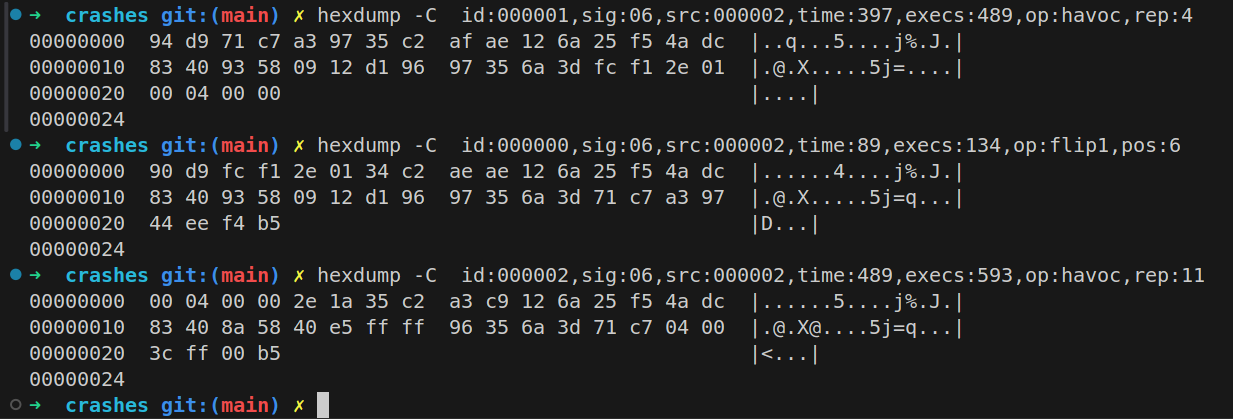 ➜ crashes git:(main) ✗ hexdump -C  id:000001,sig:06,src:000002,time:397,execs:489,op:havoc,rep:4
00000000  94 d9 71 c7 a3 97 35 c2  af ae 12 6a 25 f5 4a dc  |..q...5....j%.J.|
00000010  83 40 93 58 09 12 d1 96  97 35 6a 3d fc f1 2e 01  |.@.X.....5j=....|
00000020  00 04 00 00                                       |....|
00000024
➜ crashes git:(main) ✗ hexdump -C  id:000000,sig:06,src:000002,time:89,execs:134,op:flip1,pos:6
00000000  90 d9 fc f1 2e 01 34 c2  ae ae 12 6a 25 f5 4a dc  |......4....j%.J.|
00000010  83 40 93 58 09 12 d1 96  97 35 6a 3d 71 c7 a3 97  |.@.X.....5j=q...|
00000020  44 ee f4 b5                                       |D...|
00000024
➜ crashes git:(main) ✗ hexdump -C  id:000002,sig:06,src:000002,time:489,execs:593,op:havoc,rep:11
00000000  00 04 00 00 2e 1a 35 c2  a3 c9 12 6a 25 f5 4a dc  |......5....j%.J.|
00000010  83 40 8a 58 40 e5 ff ff  96 35 6a 3d 71 c7 04 00  |.@.X@....5j=q...|
00000020  3c ff 00 b5                                       |<...|
00000024
➜ crashes git:(main) ✗